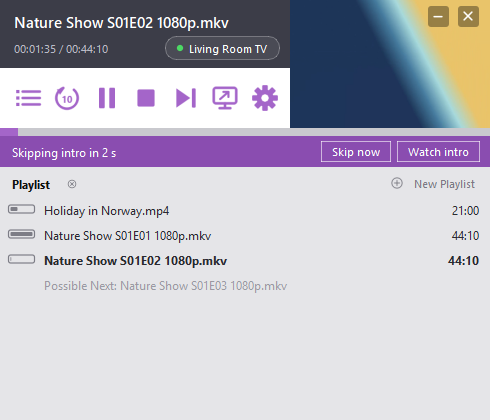 Nature Show S01E02 1080p.mkv
00:01:35 / 00:44:10
Living Room TV
10
Skipping intro in 2 s
Skip now
Watch intro
Playlist
New Playlist
Holiday in Norway.mp4 21:00
Nature Show S01E01 1080p.mkv 44:10
Nature Show S01E02 1080p.mkv 44:10
Possible Next: Nature Show S01E03 1080p.mkv